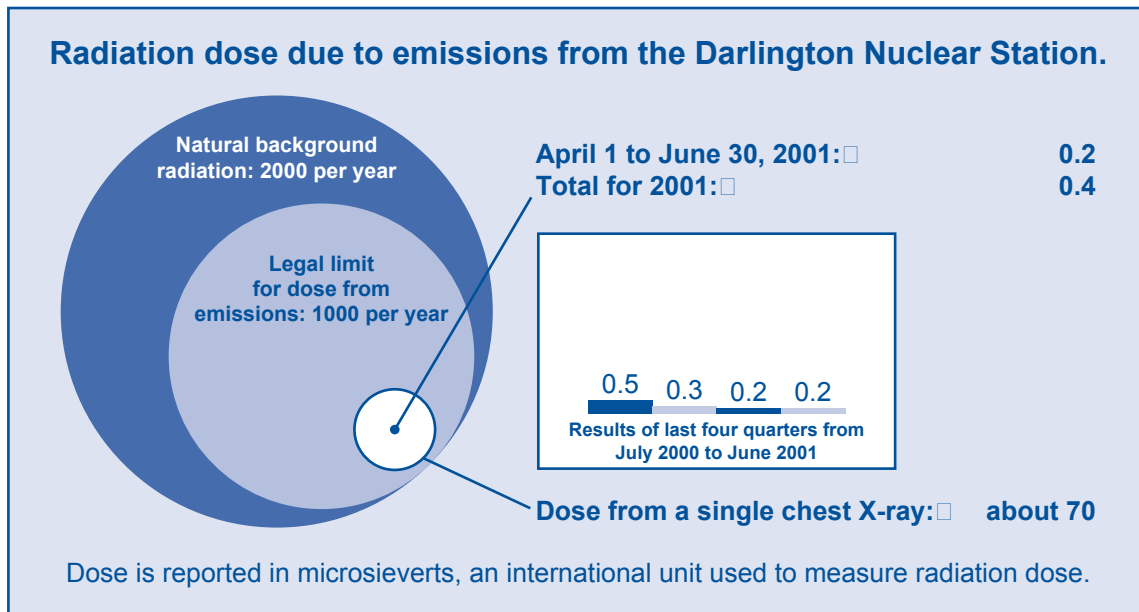 Radiation dose due to emissions from the Darlington Nuclear Station.
Natural background
radiation: 2000 per year
Legal limit
for dose from
emissions: 1000 per year
April 1 to June 30, 2001:□ 0.2
Total for 2001:□ 0.4
0.5 0.3 0.2 0.2
Results of last four quarters from
July 2000 to June 2001
Dose from a single chest X-ray:□ about 70
Dose is reported in microsieverts, an international unit used to measure radiation dose.